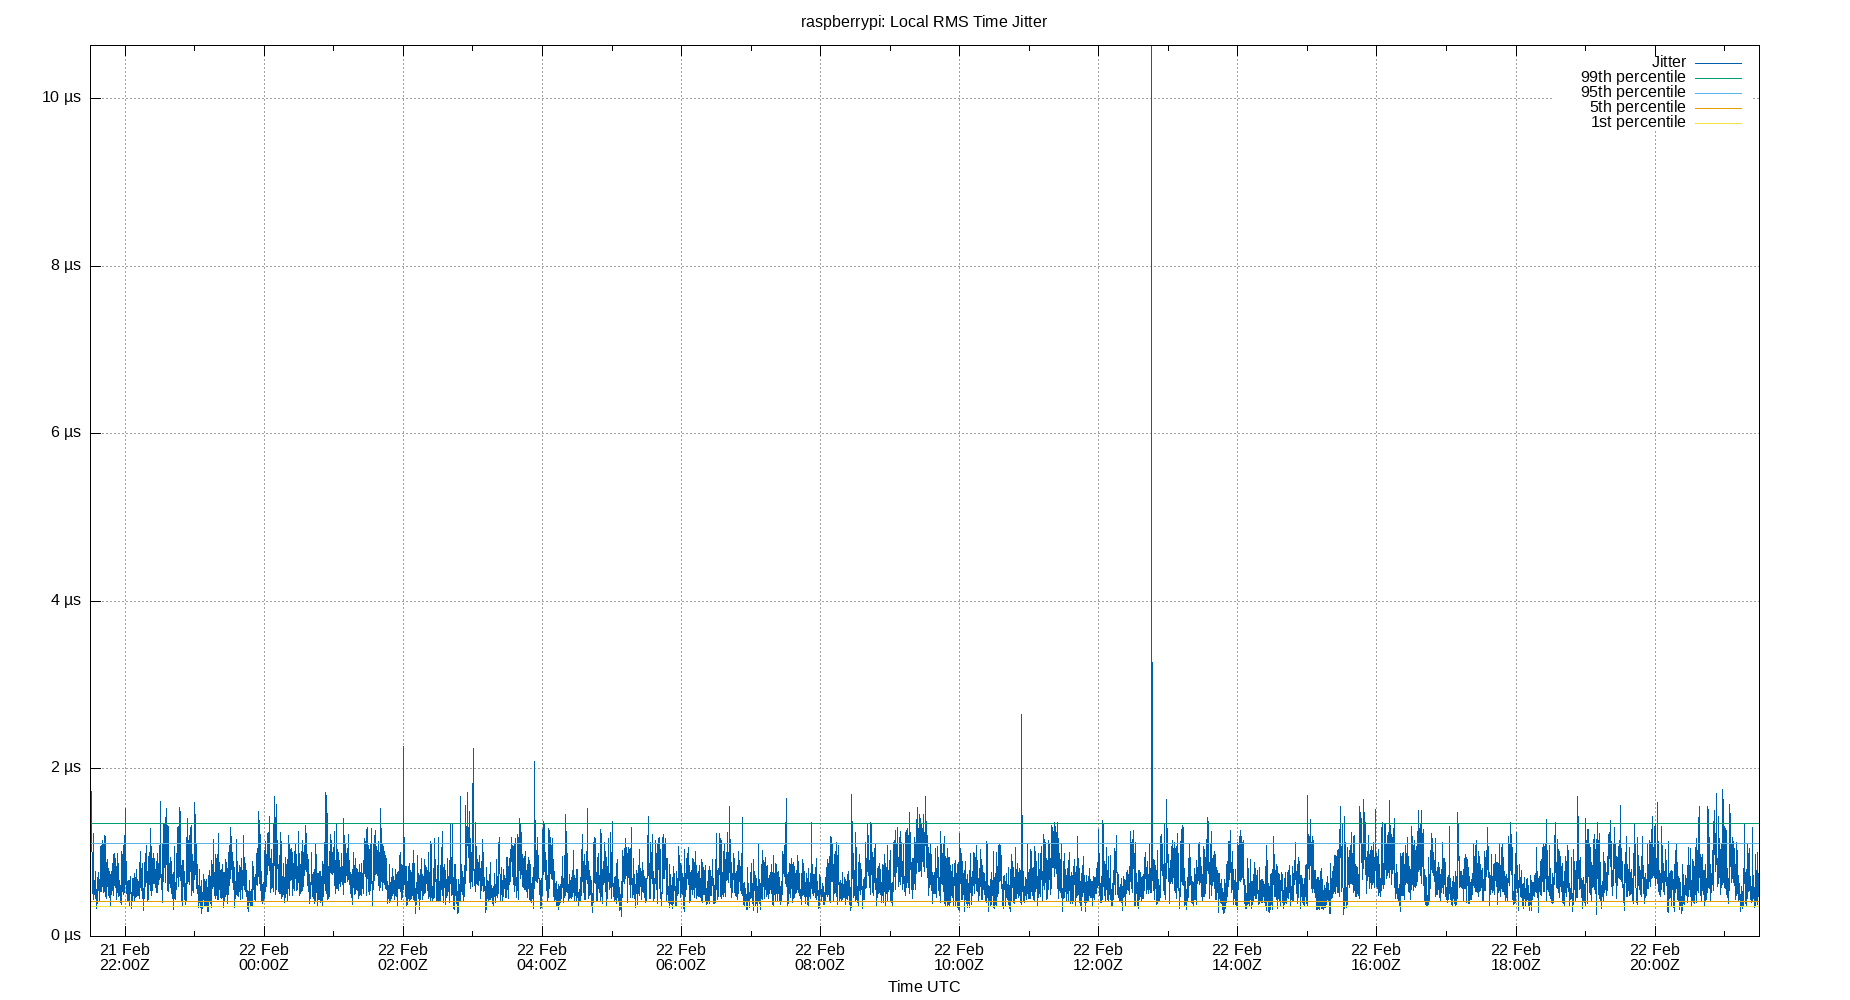 raspberrypi: Local RMS Time Jitter
Jitter
99th percentile
95th percentile
5th percentile
1st percentile
10 µs
8 µs
6 µs
4 µs
2 µs
0 µs
21 Feb 22 Feb 22 Feb 22 Feb 22 Feb 22 Feb 22 Feb 22 Feb 22 Feb 22 Feb 22 Feb 22 Feb
22:00Z 00:00Z 02:00Z 04:00Z 06:00Z 08:00Z 10:00Z 12:00Z 14:00Z 16:00Z 18:00Z 20:00Z
Time UTC